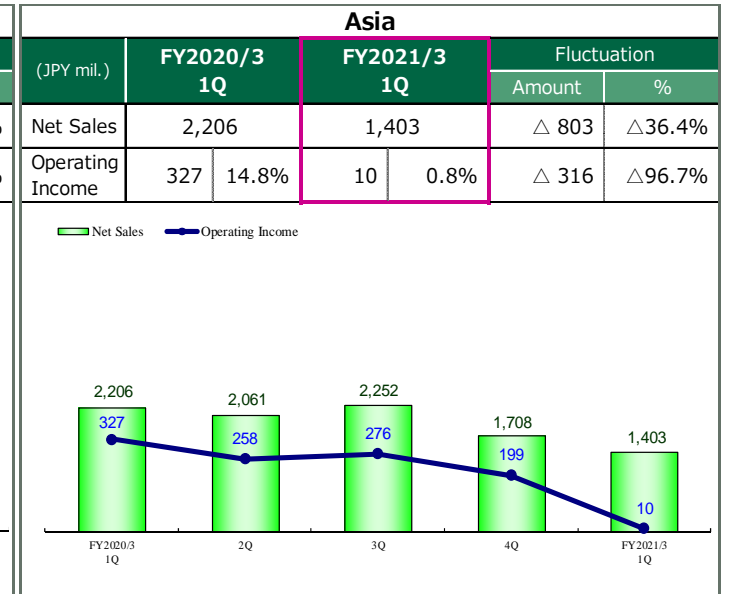 Asia
(JPY mil.) FY2020/3 1Q FY2021/3 1Q Fluctuation
Amount %
Net Sales 2,206 1,403 △ 803 △36.4%
Operating Income 327 14.8% 10 0.8% △ 316 △96.7%
Net Sales Operating Income
2,206 2,061 2,252 1,708 1,403
327 258 276 199 10
FY2020/3 1Q 2Q 3Q 4Q FY2021/3 1Q